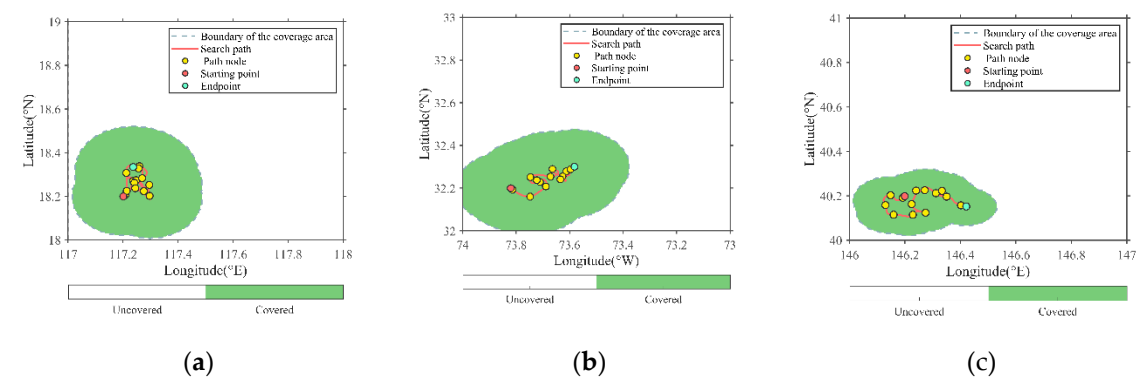 19
18.8
18.6
18.4
18.2
18
Latitude(°N)
Boundary of the coverage area
Search path
Path node
Starting point
Endpoint
117 117.2 117.4 117.6 117.8 118
Longitude(°E)
Uncovered Covered
(a)
33
32.8
32.6
32.4
32.2
32
Latitude(°N)
Boundary of the coverage area
Search path
Path node
Starting point
Endpoint
74 73.8 73.6 73.4 73.2 73
Longitude(°W)
Uncovered Covered
(b)
41
40.8
40.6
40.4
40.2
40
Latitude(°N)
Boundary of the coverage area
Search path
Path node
Starting point
Endpoint
146 146.2 146.4 146.6 146.8 147
Longitude(°E)
Uncovered Covered
(c)